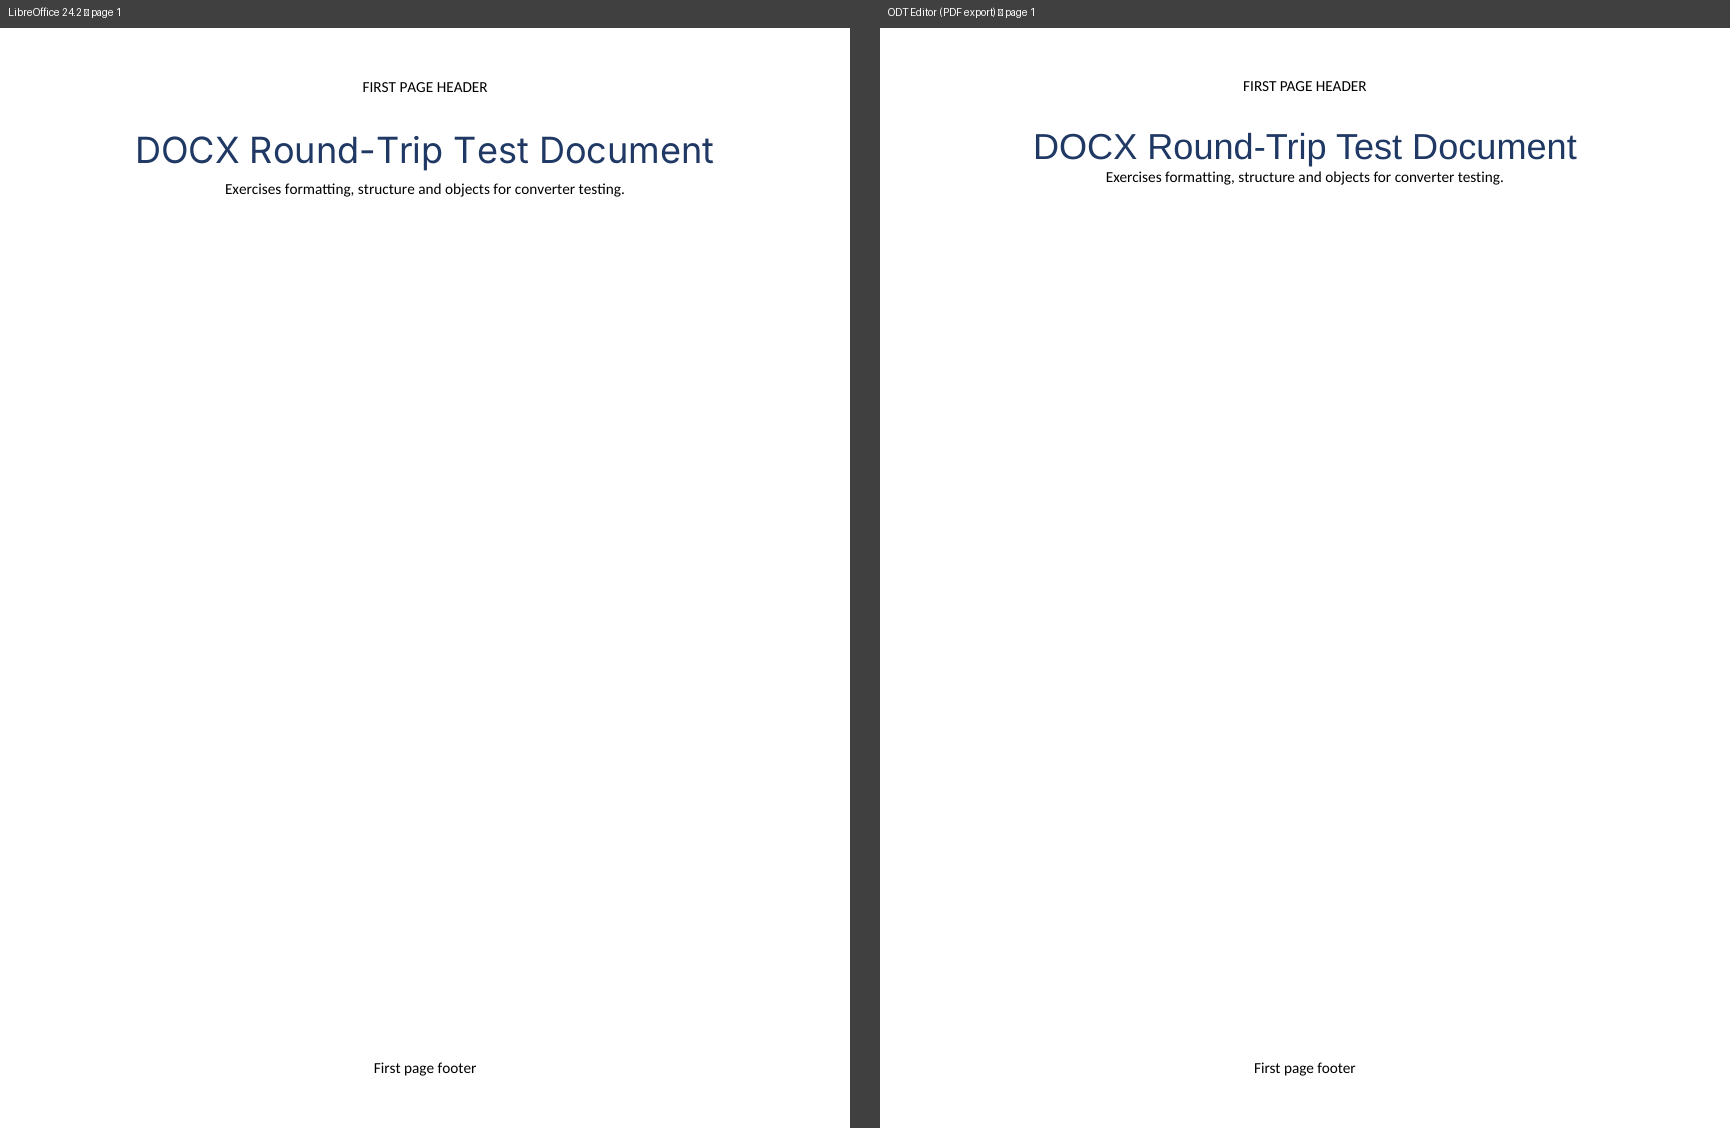 LibreOffice 24.2 ▯ page 1
FIRST PAGE HEADER
DOCX Round-Trip Test Document
Exercises formatting, structure and objects for converter testing.
First page footer
ODT Editor (PDF export) ▯ page 1
FIRST PAGE HEADER
DOCX Round-Trip Test Document
Exercises formatting, structure and objects for converter testing.
First page footer